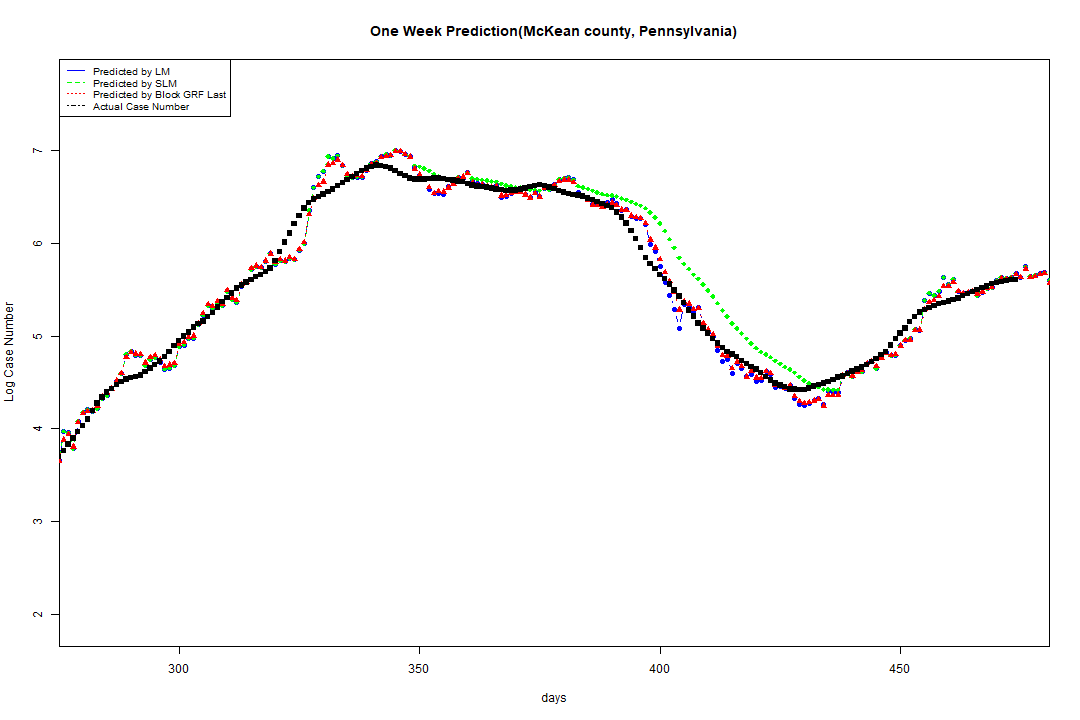 One Week Prediction(McKean county, Pennsylvania)
Predicted by LM
Predicted by SLM
Predicted by Block GRF Last
Actual Case Number
7
6
5
4
3
2
Log Case Number
300 350 400 450
days